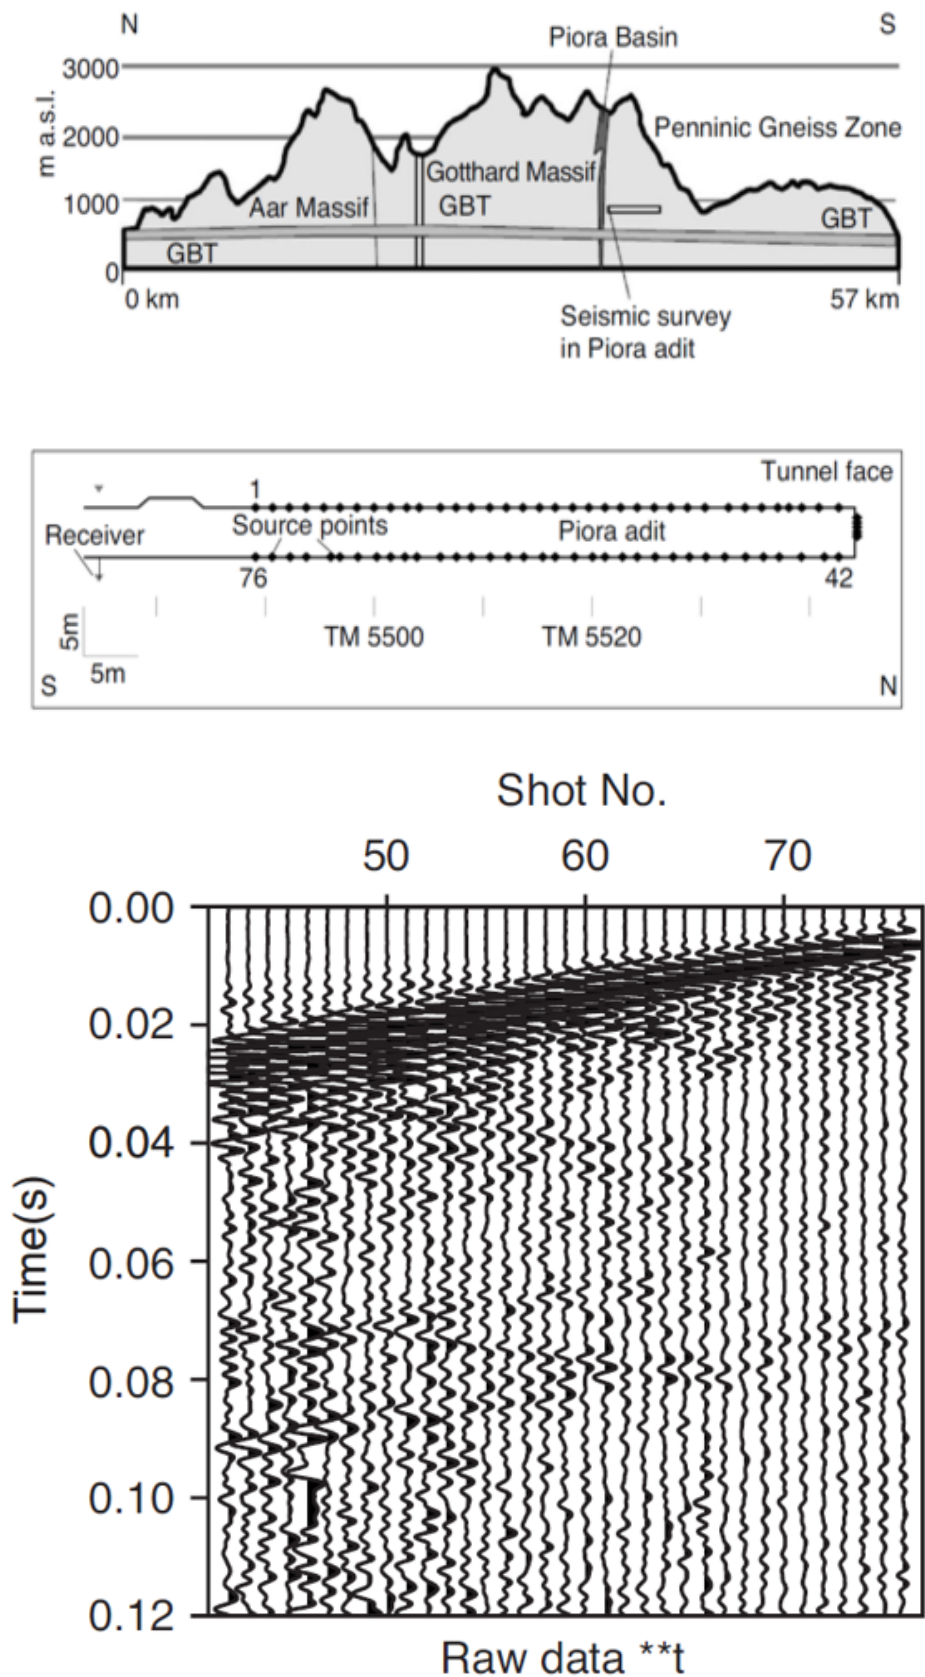 N
S
Piora Basin
3000
m a.s.l.
2000
Penninic Gneiss Zone
Gotthard Massif
1000
Aar Massif
GBT
GBT
GBT
0
0 km
57 km
Seismic survey
in Piora adit
Tunnel face
1
Receiver
Source points
Piora adit
76
42
5m
TM 5500
TM 5520
5m
S
N
Shot No.
50
60
70
0.00
0.02
0.04
Time(s)
0.06
0.08
0.10
0.12
Raw data **t